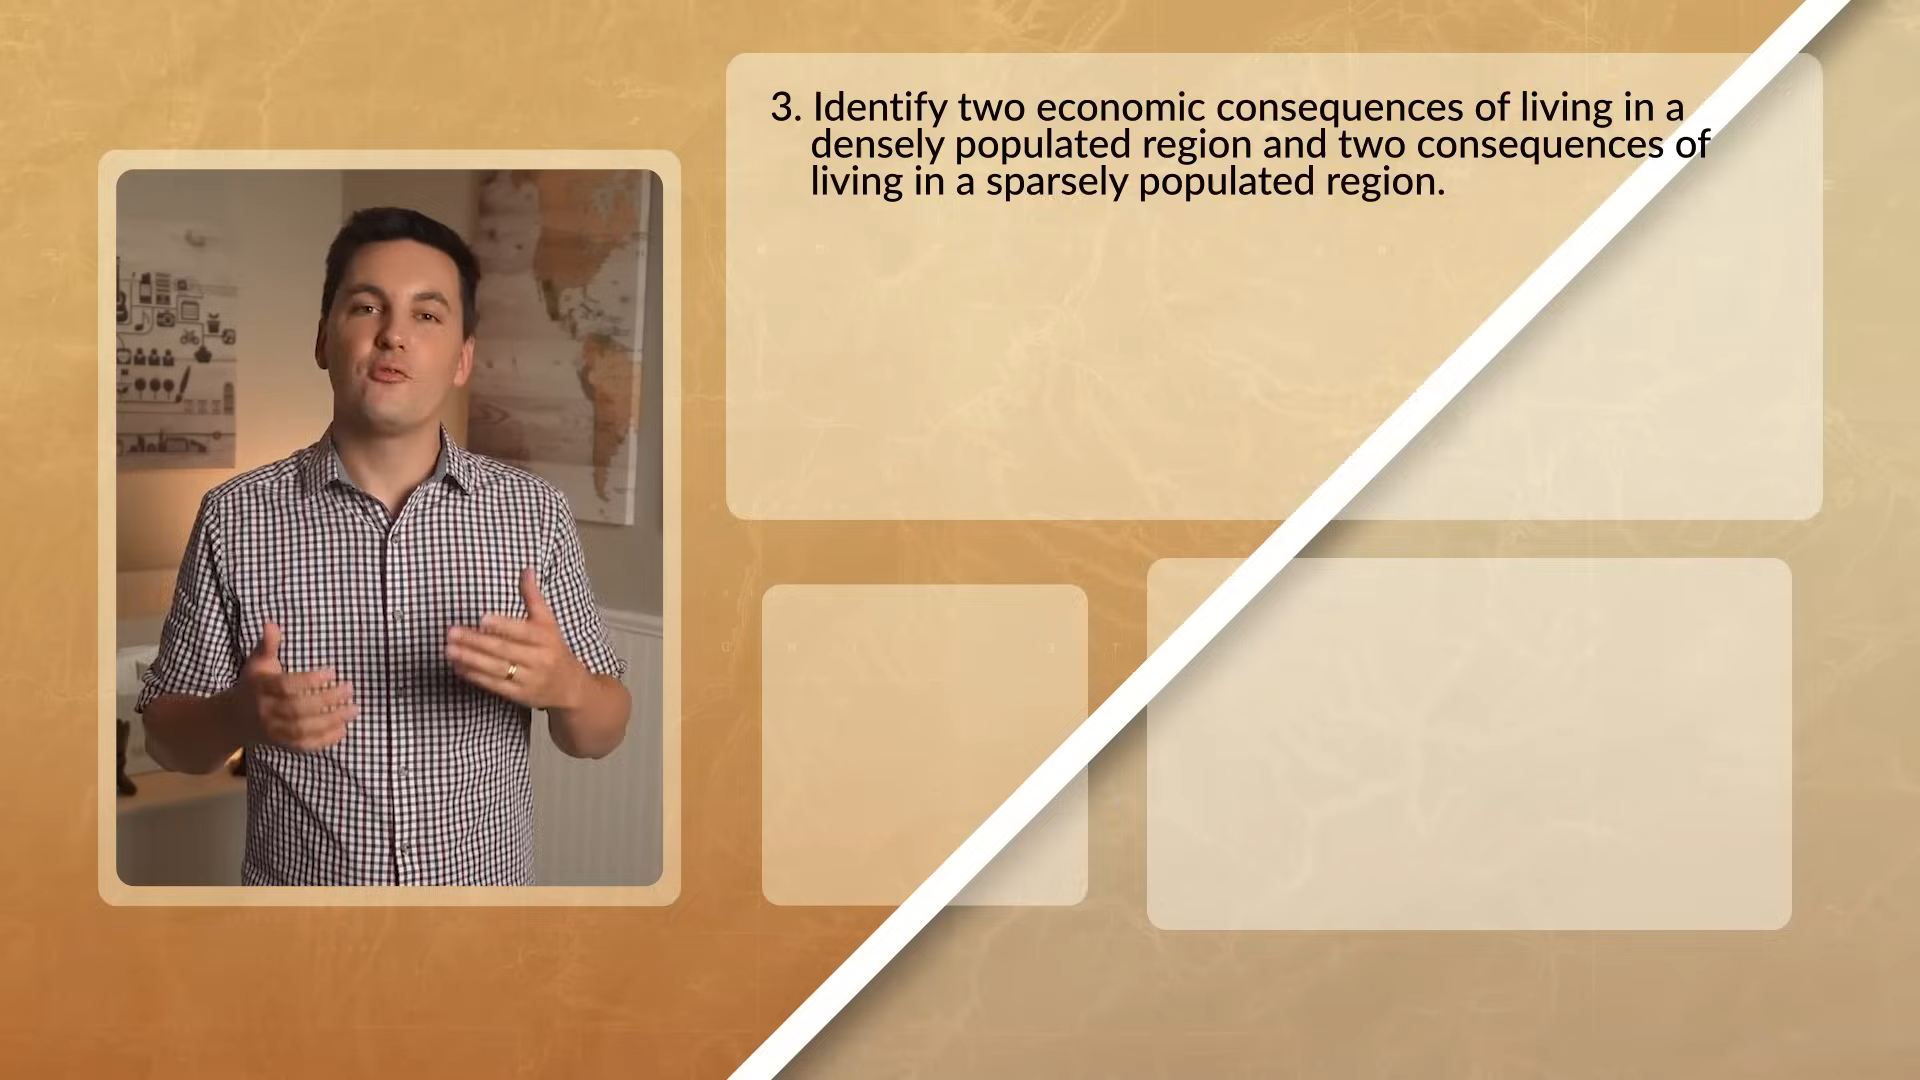 3. Identify two economic consequences of living in a
densely populated region and two consequences of
living in a sparsely populated region.